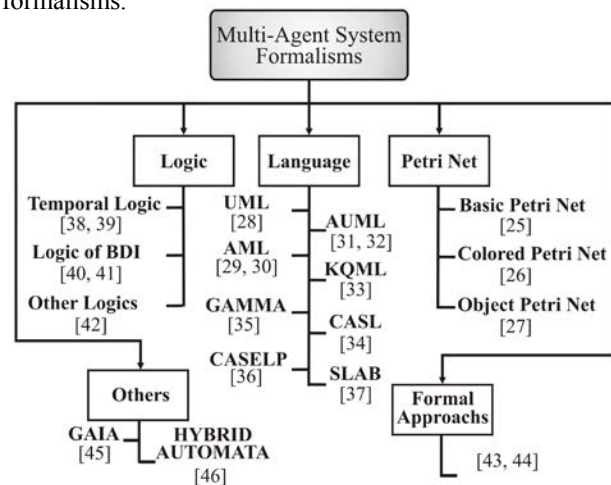 formalisms.
Multi-Agent System
Formalisms
Logic
Language
Petri Net
Temporal Logic
[38, 39]
Logic of BDI
[40, 41]
Other Logics
[42]
UML
[28]
AUML
[31, 32]
AML
[29, 30]
KQML
[33]
GAMMA
[35]
CASL
[34]
CASELP
[36]
SLAB
[37]
Basic Petri Net
[25]
Colored Petri Net
[26]
Object Petri Net
[27]
Others
GAIA
[45]
HYBRID
AUTOMATA
[46]
Formal
Approachs
[43, 44]